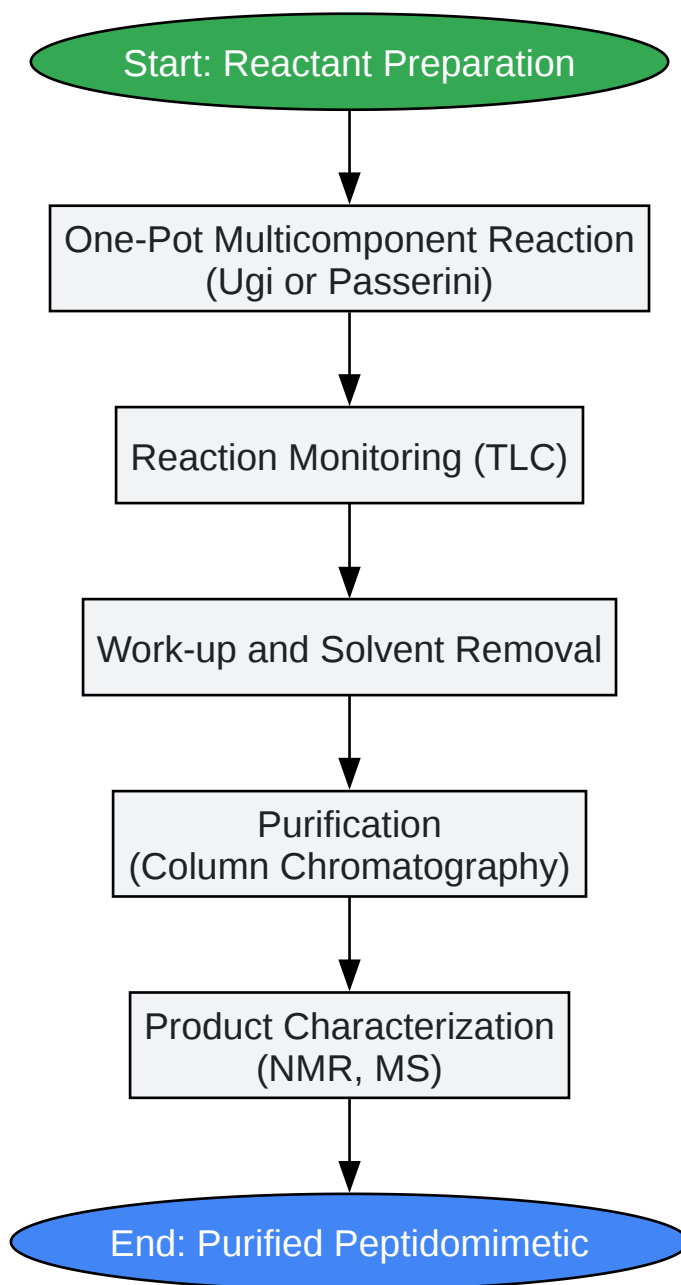 Start: Reactant Preparation
One-Pot Multicomponent Reaction
(Ugi or Passerini)
Reaction Monitoring (TLC)
Work-up and Solvent Removal
Purification
(Column Chromatography)
Product Characterization
(NMR, MS)
End: Purified Peptidomimetic